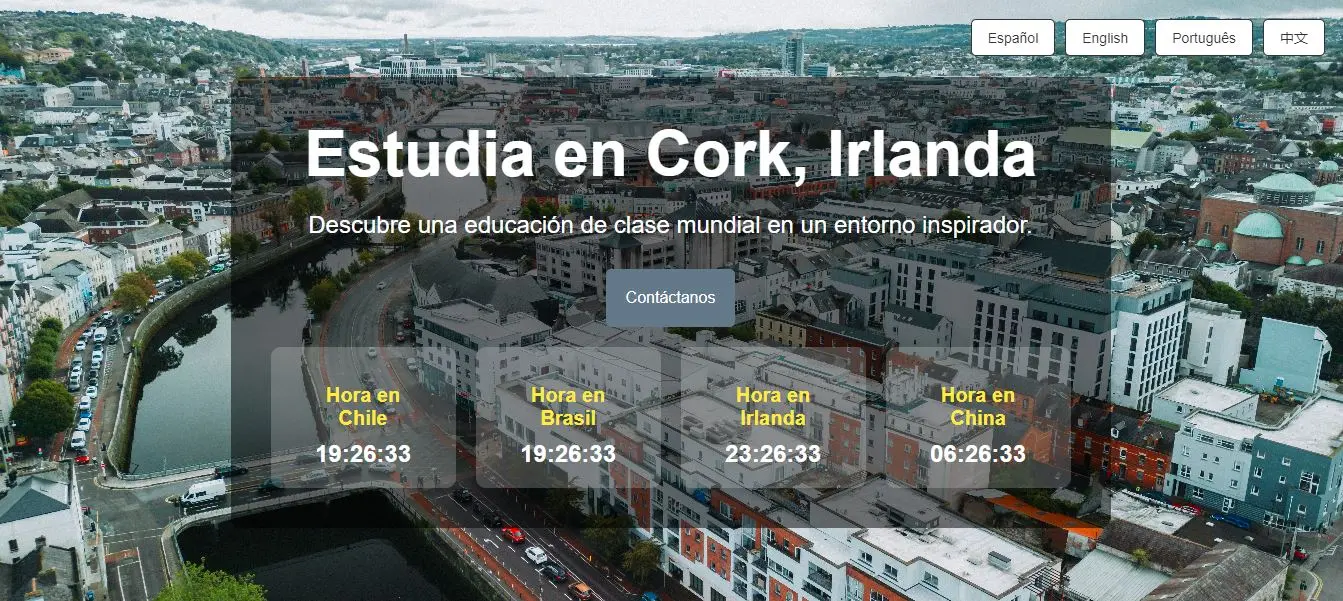 Español
English
Português
中文
Estudia en Cork, Irlanda
Descubre una educación de clase mundial en un entorno inspirador.
Contáctanos
Hora en
Chile
19:26:33
Hora en
Brasil
19:26:33
Hora en
Irlanda
23:26:33
Hora en
China
06:26:33